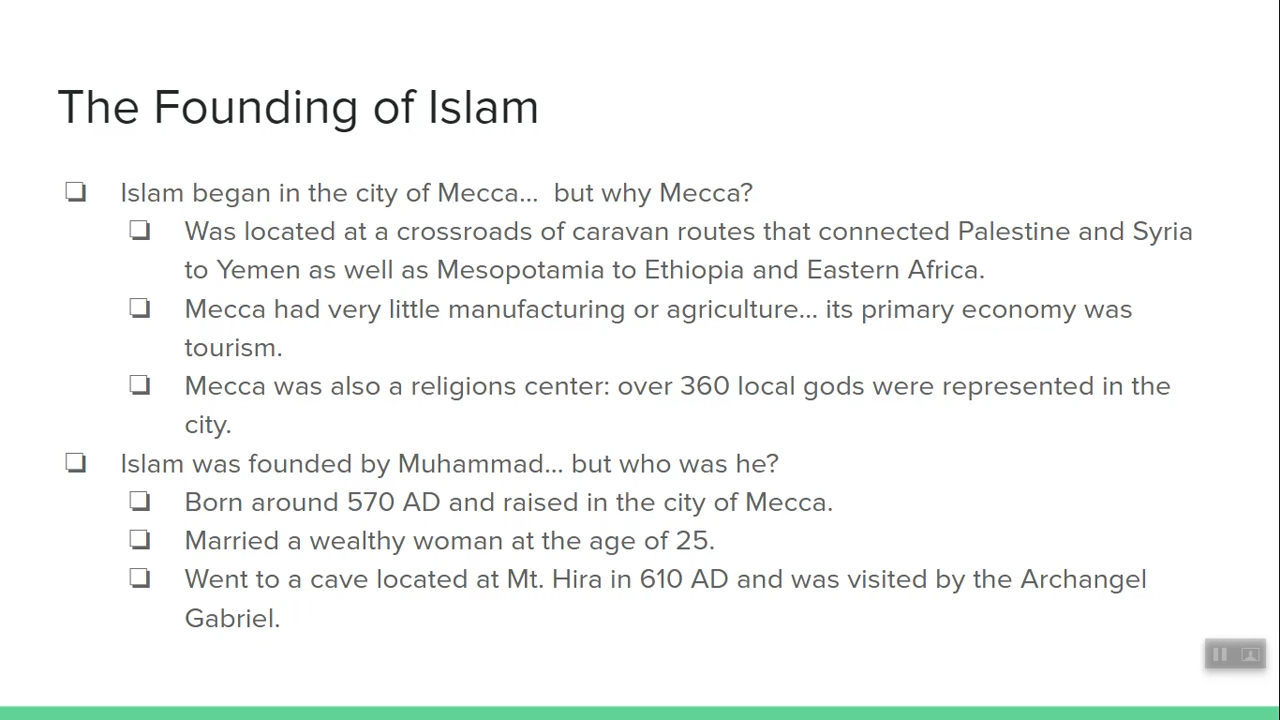 The Founding of Islam
❏ Islam began in the city of Mecca...  but why Mecca?
❏ Was located at a crossroads of caravan routes that connected Palestine and Syria
to Yemen as well as Mesopotamia to Ethiopia and Eastern Africa.
❏ Mecca had very little manufacturing or agriculture... its primary economy was
tourism.
❏ Mecca was also a religions center: over 360 local gods were represented in the
city.
❏ Islam was founded by Muhammad... but who was he?
❏ Born around 570 AD and raised in the city of Mecca.
❏ Married a wealthy woman at the age of 25.
❏ Went to a cave located at Mt. Hira in 610 AD and was visited by the Archangel
Gabriel.